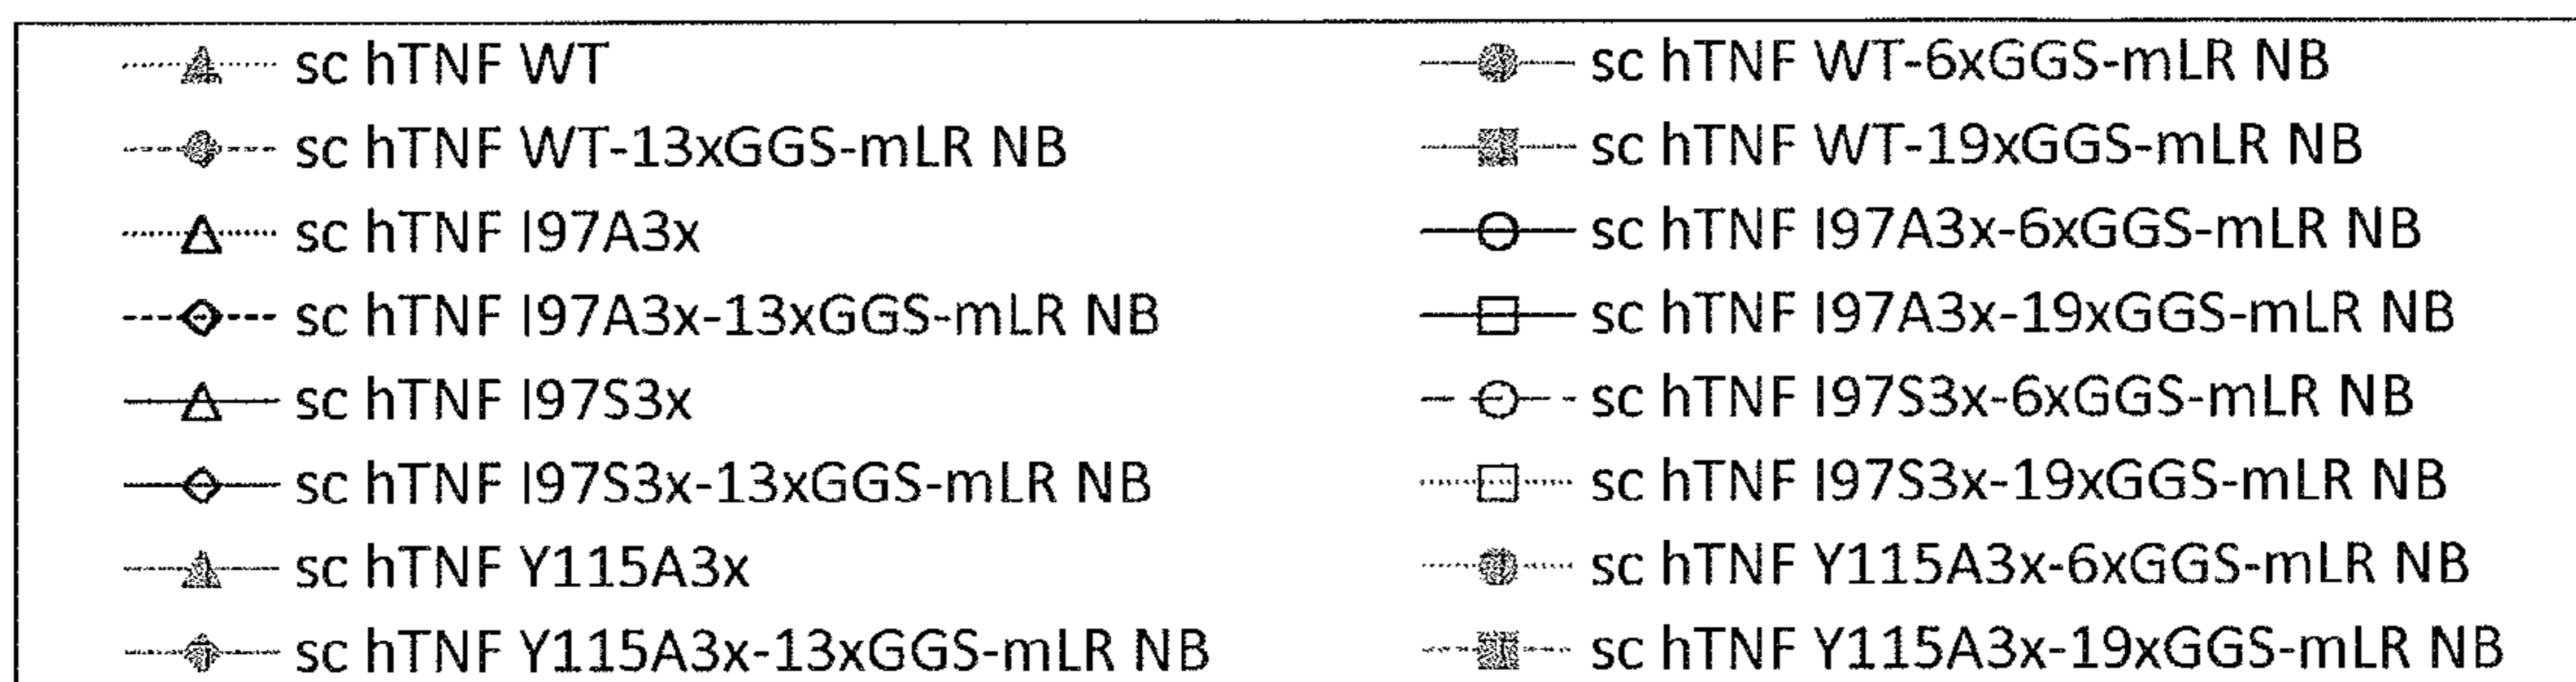 sc hTNF WT
sc hTNF WT-6xGGS-mLR NB
sc hTNF WT-13xGGS-mLR NB
sc hTNF WT-19xGGS-mLR NB
sc hTNF I97A3x
sc hTNF I97A3x-6xGGS-mLR NB
sc hTNF I97A3x-13xGGS-mLR NB
sc hTNF I97A3x-19xGGS-mLR NB
sc hTNF I97S3x
sc hTNF I97S3x-6xGGS-mLR NB
sc hTNF I97S3x-13xGGS-mLR NB
sc hTNF I97S3x-19xGGS-mLR NB
sc hTNF Y115A3x
sc hTNF Y115A3x-6xGGS-mLR NB
sc hTNF Y115A3x-13xGGS-mLR NB
sc hTNF Y115A3x-19xGGS-mLR NB